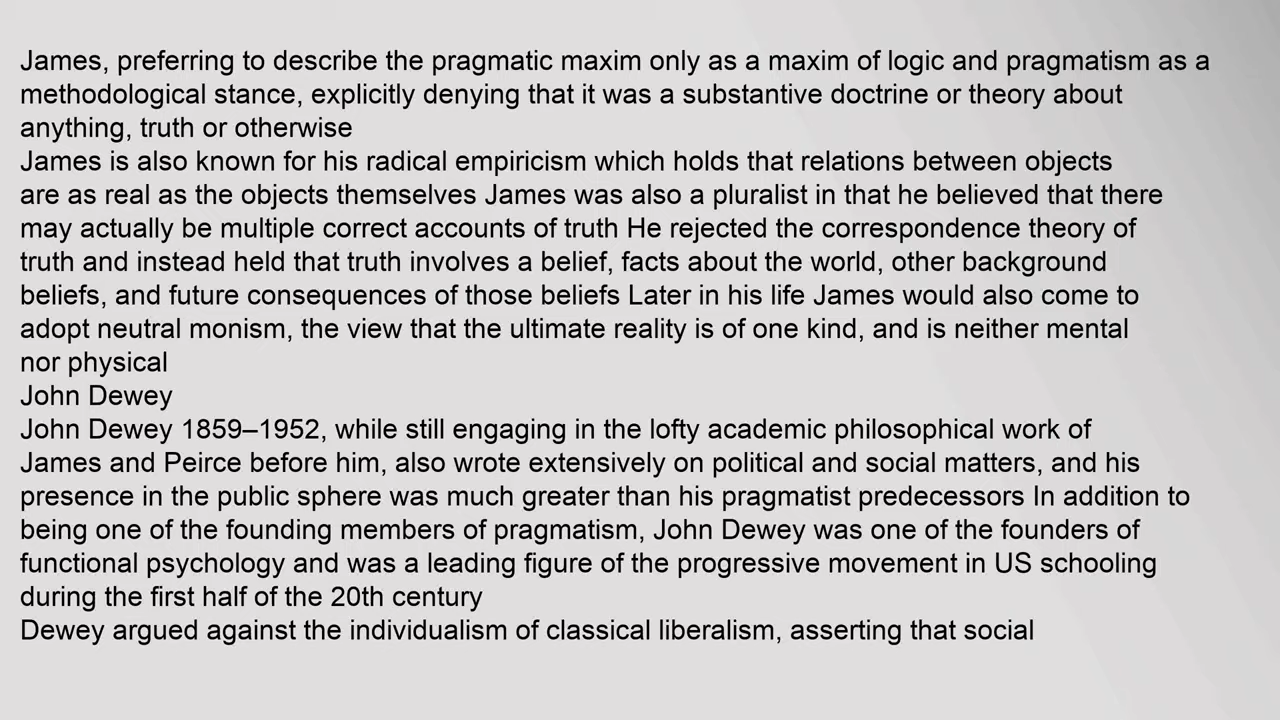 James, preferring to describe the pragmatic maxim only as a maxim of logic and pragmatism as a
methodological stance, explicitly denying that it was a substantive doctrine or theory about
anything, truth or otherwise
James is also known for his radical empiricism which holds that relations between objects
are as real as the objects themselves James was also a pluralist in that he believed that there
may actually be multiple correct accounts of truth He rejected the correspondence theory of
truth and instead held that truth involves a belief, facts about the world, other background
beliefs, and future consequences of those beliefs Later in his life James would also come to
adopt neutral monism, the view that the ultimate reality is of one kind, and is neither mental
nor physical
John Dewey
John Dewey 1859–1952, while still engaging in the lofty academic philosophical work of
James and Peirce before him, also wrote extensively on political and social matters, and his
presence in the public sphere was much greater than his pragmatist predecessors In addition to
being one of the founding members of pragmatism, John Dewey was one of the founders of
functional psychology and was a leading figure of the progressive movement in US schooling
during the first half of the 20th century
Dewey argued against the individualism of classical liberalism, asserting that social